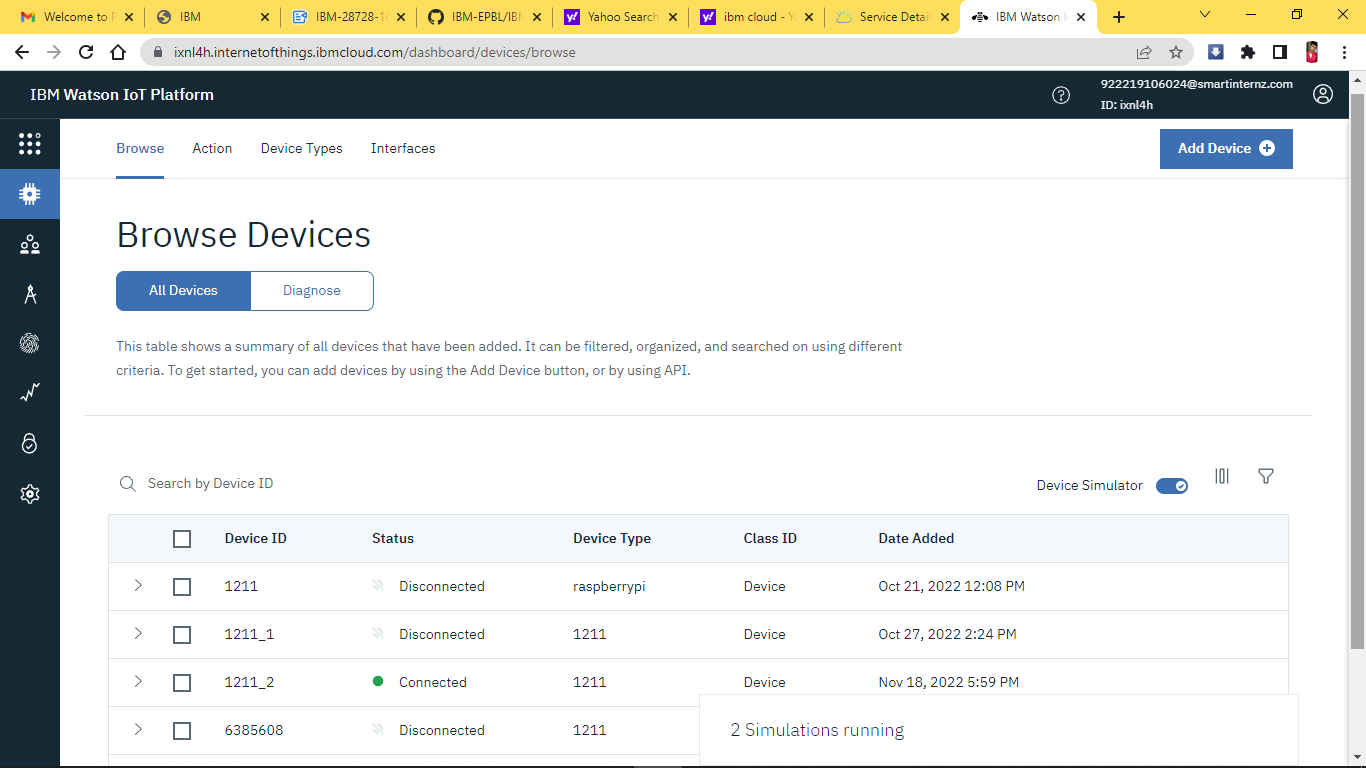 Welcome to P
IBM
IBM-28728-1
IBM-EPBL/IBM
Yahoo Search
ibm cloud - Ya
Service Detail
IBM Watson I
ixnl4h.internetofthings.ibmcloud.com/dashboard/devices/browse
IBM Watson IoT Platform
922219106024@smartinternz.com
ID: ixnl4h
Browse Action Device Types Interfaces
Add Device
Browse Devices
All Devices Diagnose
This table shows a summary of all devices that have been added. It can be filtered, organized, and searched on using different
criteria. To get started, you can add devices by using the Add Device button, or by using API.
Search by Device ID
Device Simulator
Device ID Status Device Type Class ID Date Added
1211 Disconnected raspberrypi Device Oct 21, 2022 12:08 PM
1211_1 Disconnected 1211 Device Oct 27, 2022 2:24 PM
1211_2 Connected 1211 Device Nov 18, 2022 5:59 PM
6385608 Disconnected 1211
2 Simulations running